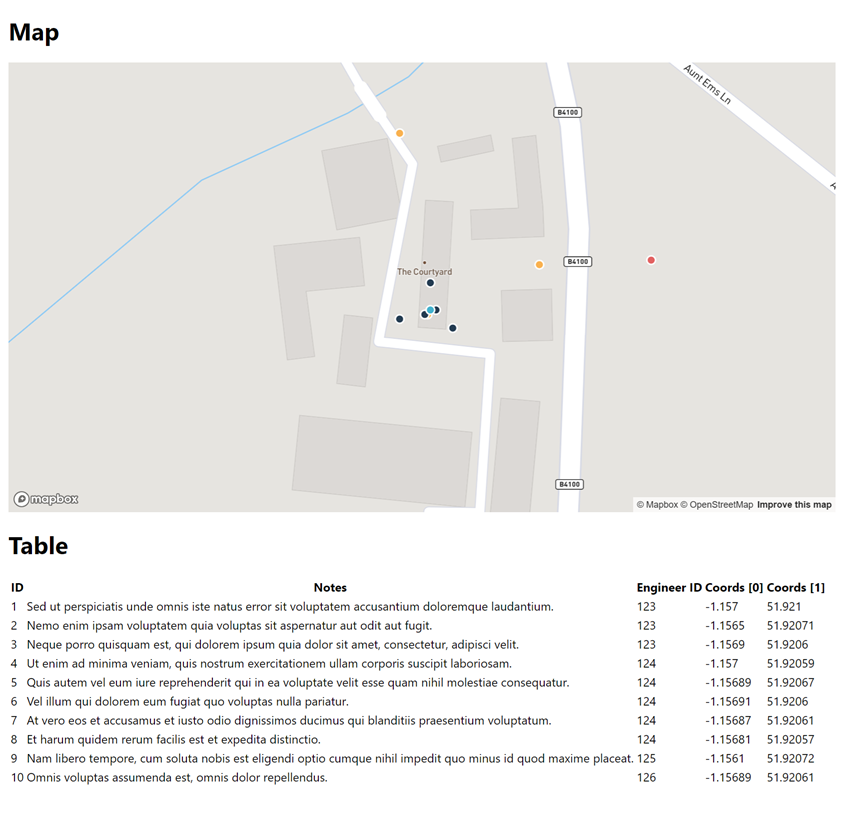 Map
Aunt Ems Ln
B4100
B4100
The Courtyard
B4100
mapbox
© Mapbox © OpenStreetMap Improve this map
Table
ID Notes Engineer ID Coords [0] Coords [1]
1 Sed ut perspiciatis unde omnis iste natus error sit voluptatem accusantium doloremque laudantium. 123 -1.157 51.921
2 Nemo enim ipsam voluptatem quia voluptas sit aspernatur aut odit aut fugit. 123 -1.1565 51.92071
3 Neque porro quisquam est, qui dolorem ipsum quia dolor sit amet, consectetur, adipisci velit. 123 -1.1569 51.9206
4 Ut enim ad minima veniam, quis nostrum exercitationem ullam corporis suscipit laboriosam. 124 -1.157 51.92059
5 Quis autem vel eum iure reprehenderit qui in ea voluptate velit esse quam nihil molestiae consequatur. 124 -1.15689 51.92067
6 Vel illum qui dolorem eum fugiat quo voluptas nulla pariatur. 124 -1.15691 51.9206
7 At vero eos et accusamus et iusto odio dignissimos ducimus qui blanditiis praesentium voluptatum. 124 -1.15687 51.92061
8 Et harum quidem rerum facilis est et expedita distinctio. 124 -1.15681 51.92057
9 Nam libero tempore, cum soluta nobis est eligendi optio cumque nihil impedit quo minus id quod maxime placeat. 125 -1.1561 51.92072
10 Omnis voluptas assumenda est, omnis dolor repellendus. 126 -1.15689 51.92061